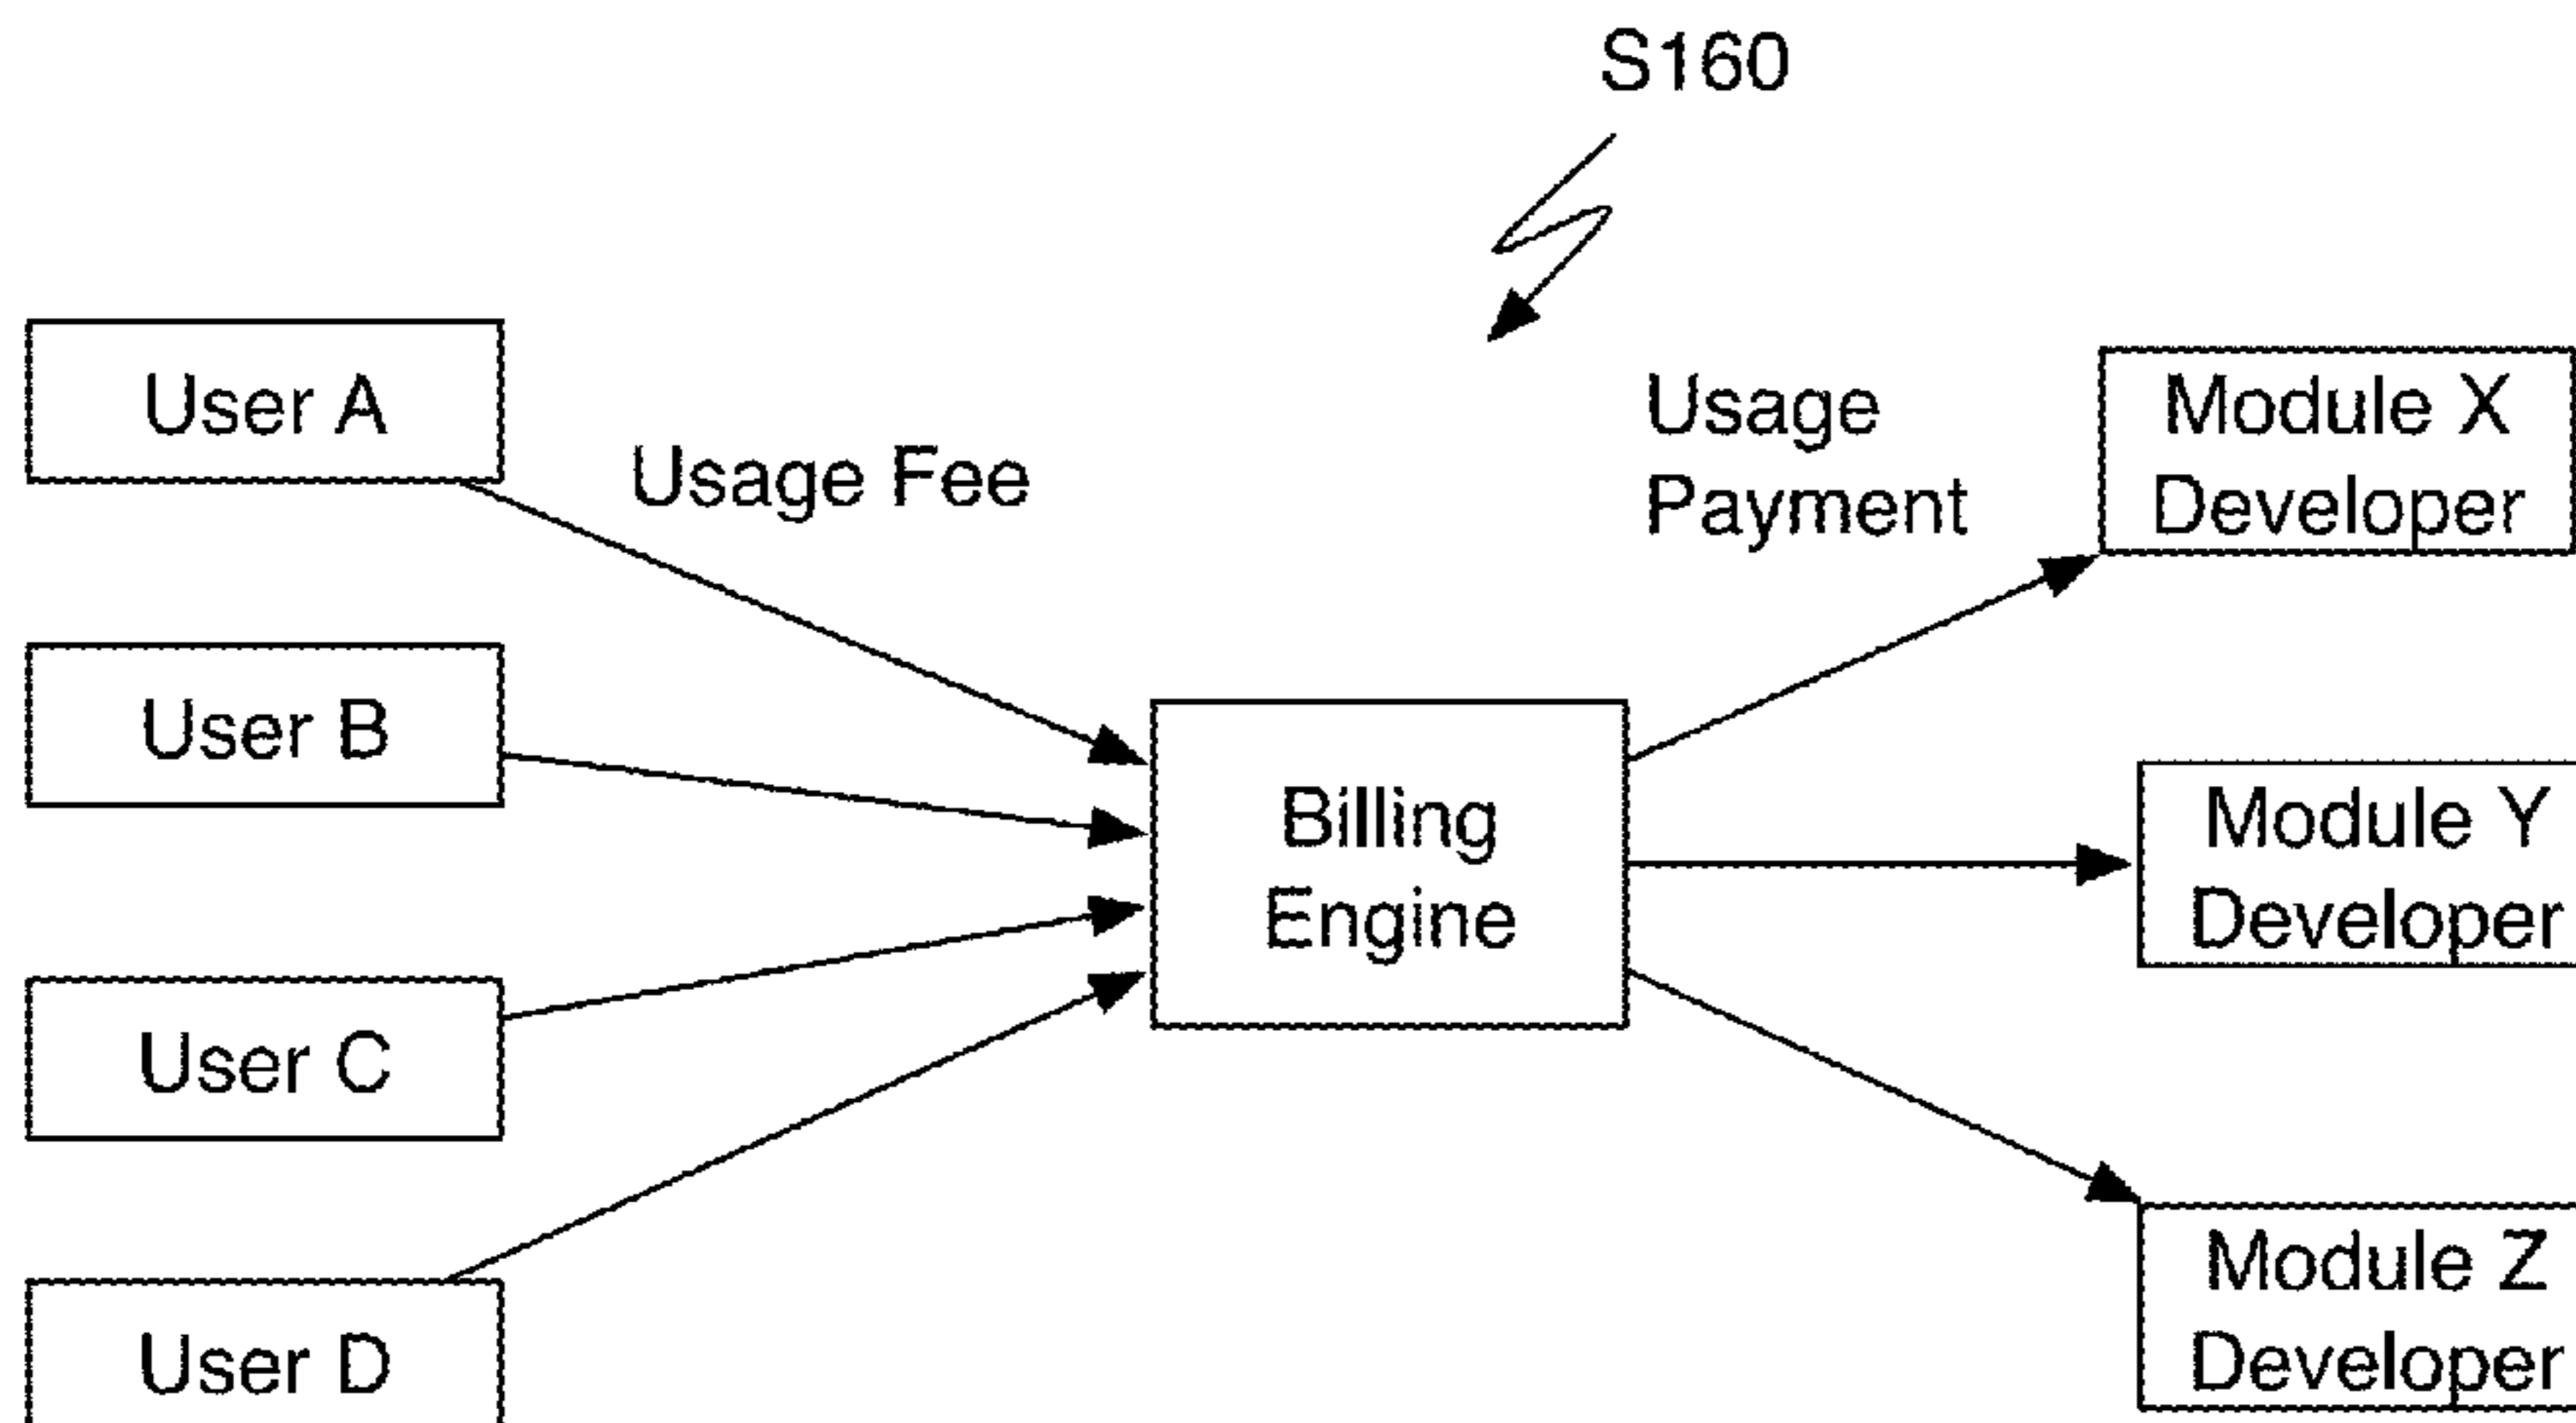 S160
User A
Usage Fee
Usage
Payment
Module X
Developer
User B
Billing
Engine
Module Y
Developer
User C
User D
Module Z
Developer